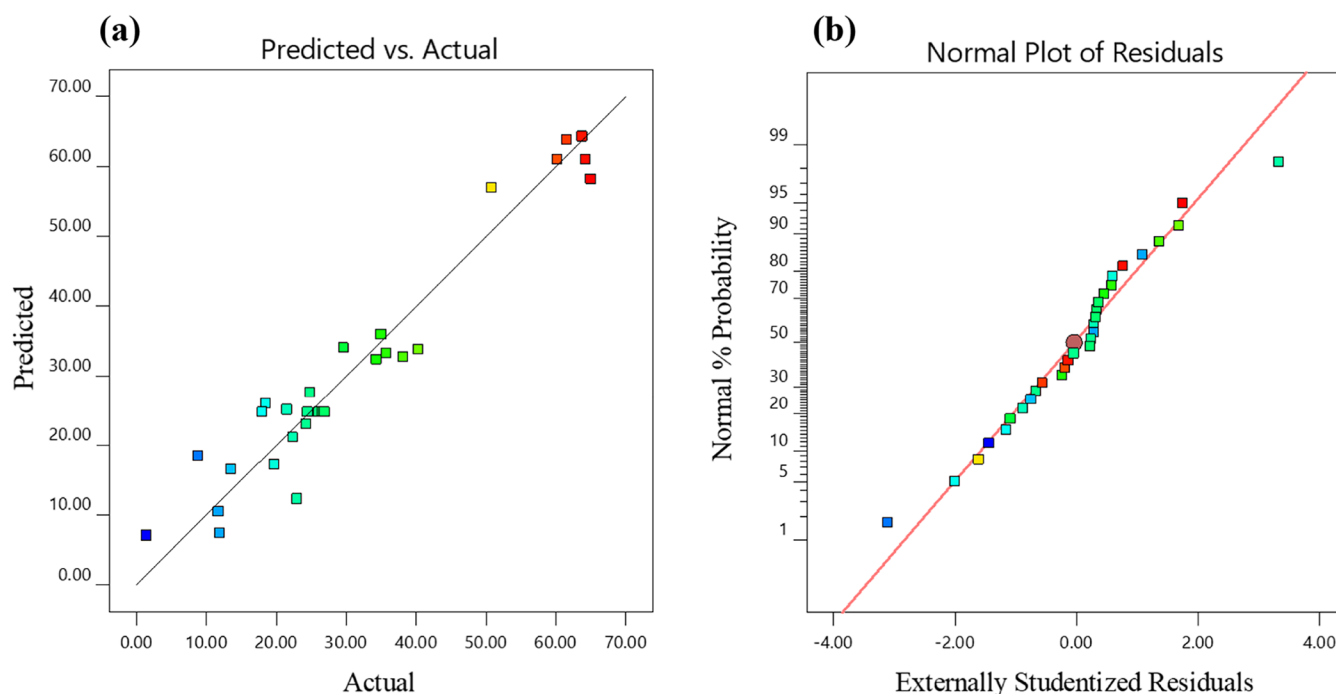 (a)
Predicted vs. Actual
70.00
60.00
50.00
40.00
30.00
20.00
10.00
0.00
Predicted
0.00 10.00 20.00 30.00 40.00 50.00 60.00 70.00
Actual
(b)
Normal Plot of Residuals
99
95
90
80
70
50
30
20
10
5
1
Normal % Probability
-4.00 -2.00 0.00 2.00 4.00
Externally Studentized Residuals